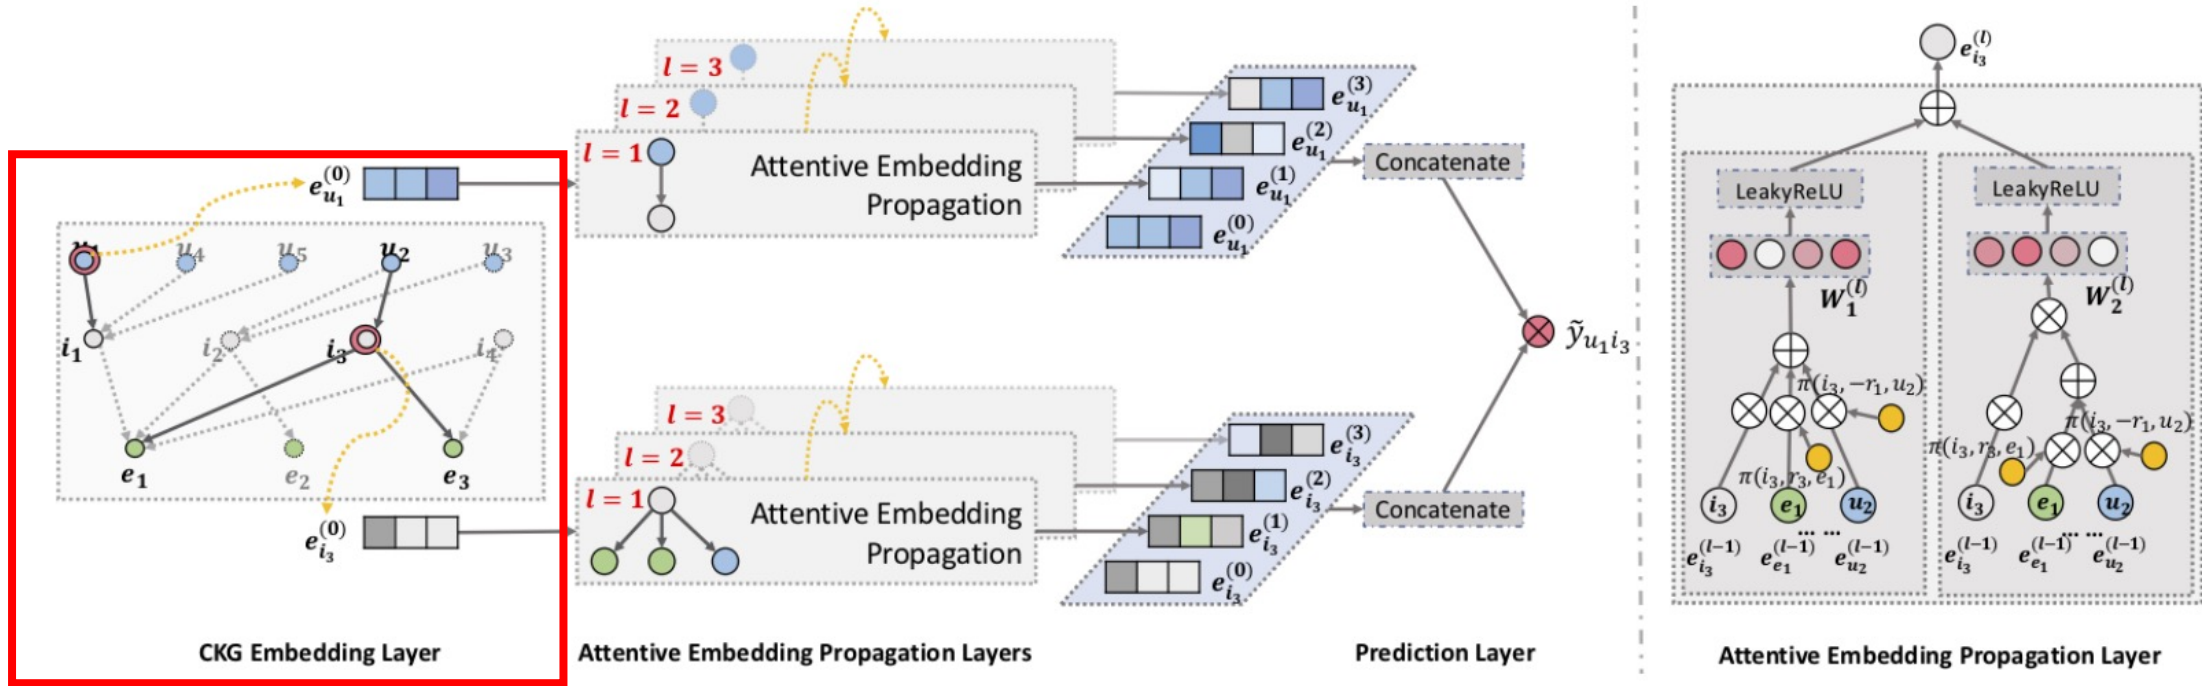 l = 3
l = 2
l = 1
Attentive Embedding
Propagation
e_{u_1}^{(0)}
u_1 u_4 u_5 u_2 u_3
i_1 i_2 i_3 i_4
e_1 e_2 e_3
e_{i_3}^{(0)}
CKG Embedding Layer
e_{u_1}^{(3)}
e_{u_1}^{(2)}
e_{u_1}^{(1)}
e_{u_1}^{(0)}
Concatenate
l = 3
l = 2
l = 1
Attentive Embedding
Propagation
e_{i_3}^{(3)}
e_{i_3}^{(2)}
e_{i_3}^{(1)}
e_{i_3}^{(0)}
Concatenate
Attentive Embedding Propagation Layers
ỹ_{u_1 i_3}
Prediction Layer
e_{i_3}^{(l)}
LeakyReLU
W_1^{(l)}
π(i_3, −r_1, u_2)
π(i_3, r_3, e_1)
i_3 e_1 u_2
... ...
e_{i_3}^{(l−1)} e_{e_1}^{(l−1)} e_{u_2}^{(l−1)}
LeakyReLU
W_2^{(l)}
π(i_3, −r_1, u_2)
π(i_3, r_3, e_1)
i_3 e_1 u_2
... ...
e_{i_3}^{(l−1)} e_{e_1}^{(l−1)} e_{u_2}^{(l−1)}
Attentive Embedding Propagation Layer